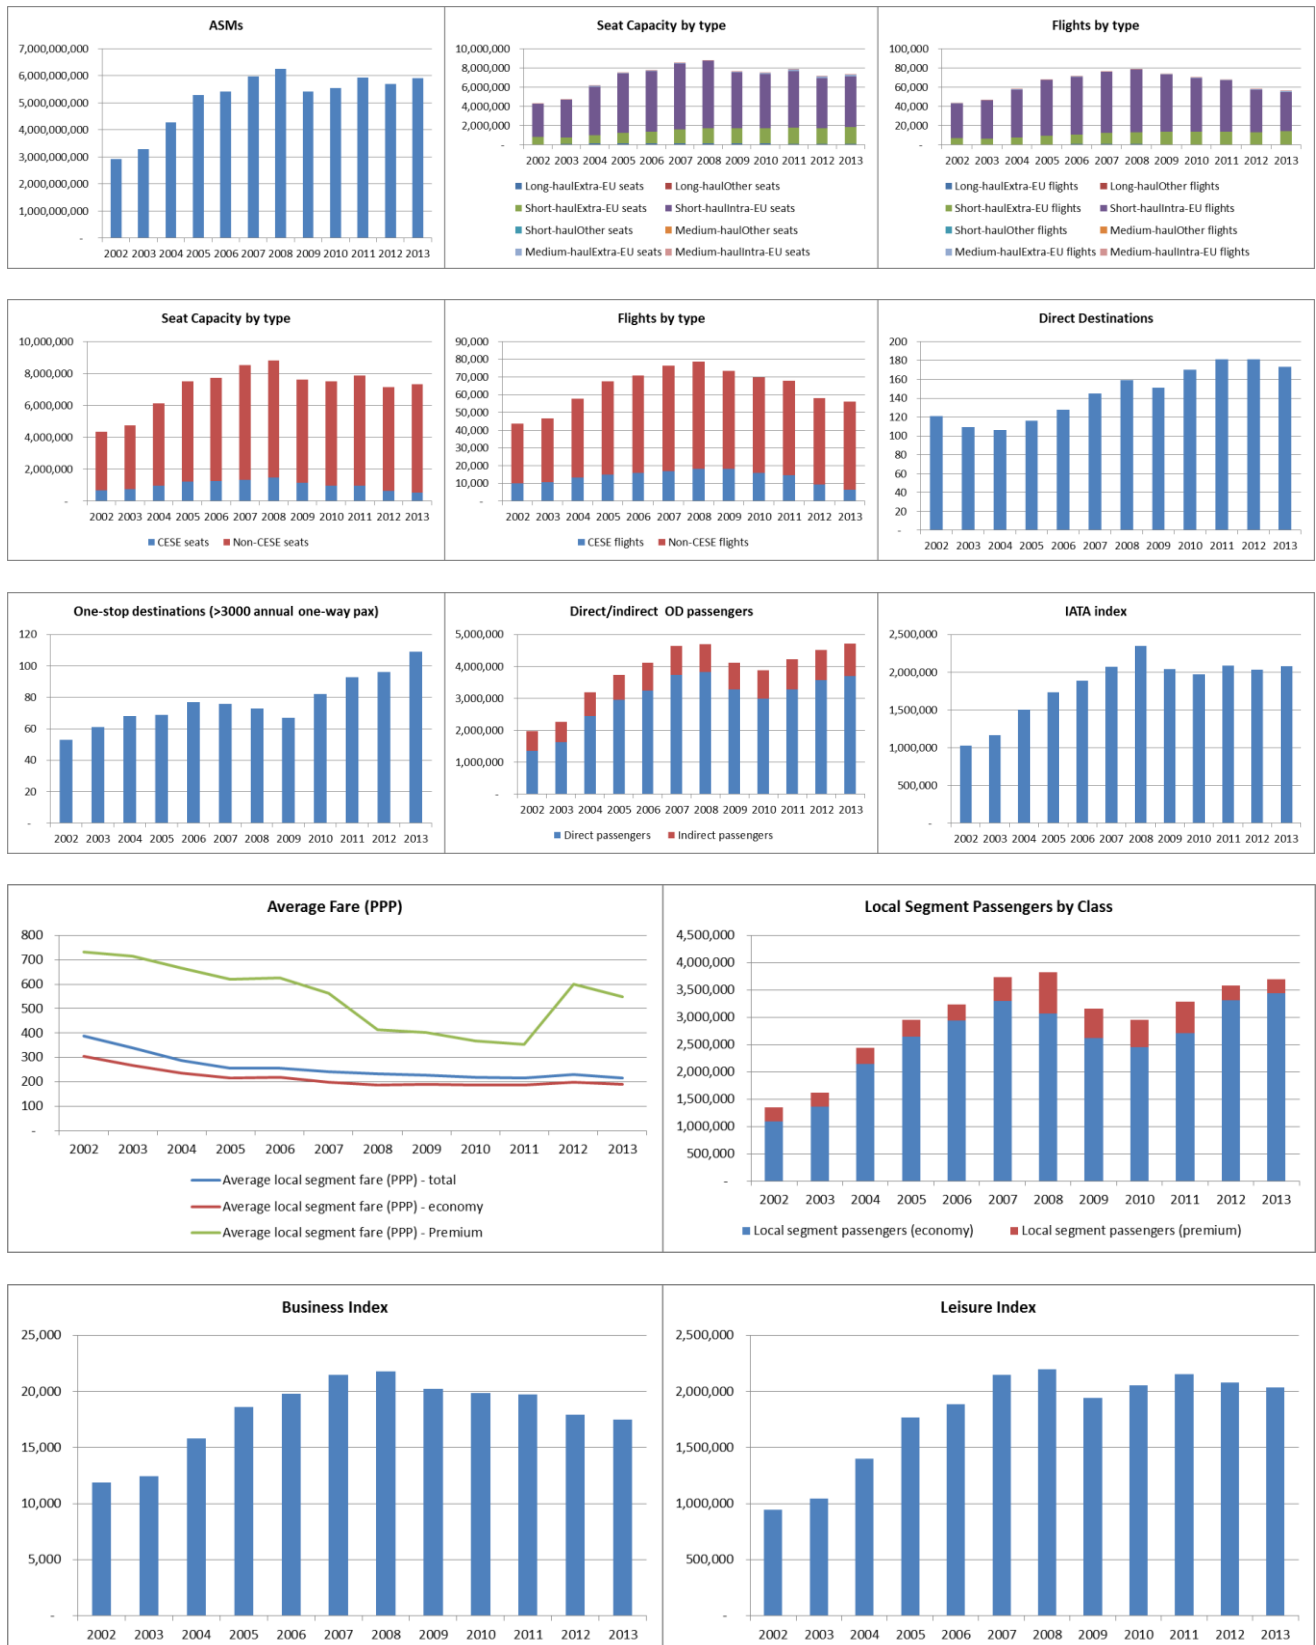 ASMs
7,000,000,000
6,000,000,000
5,000,000,000
4,000,000,000
3,000,000,000
2,000,000,000
1,000,000,000
-
2002 2003 2004 2005 2006 2007 2008 2009 2010 2011 2012 2013
Seat Capacity by type
10,000,000
8,000,000
6,000,000
4,000,000
2,000,000
-
2002 2003 2004 2005 2006 2007 2008 2009 2010 2011 2012 2013
Long-haulExtra-EU seats Long-haulOther seats
Short-haulExtra-EU seats Short-haulIntra-EU seats
Short-haulOther seats Medium-haulOther seats
Medium-haulExtra-EU seats Medium-haulIntra-EU seats
Flights by type
100,000
80,000
60,000
40,000
20,000
-
2002 2003 2004 2005 2006 2007 2008 2009 2010 2011 2012 2013
Long-haulExtra-EU flights Long-haulOther flights
Short-haulExtra-EU flights Short-haulIntra-EU flights
Short-haulOther flights Medium-haulOther flights
Medium-haulExtra-EU flights Medium-haulIntra-EU flights
Seat Capacity by type
10,000,000
8,000,000
6,000,000
4,000,000
2,000,000
-
2002 2003 2004 2005 2006 2007 2008 2009 2010 2011 2012 2013
CESE seats Non-CESE seats
Flights by type
90,000
80,000
70,000
60,000
50,000
40,000
30,000
20,000
10,000
-
2002 2003 2004 2005 2006 2007 2008 2009 2010 2011 2012 2013
CESE flights Non-CESE flights
Direct Destinations
200
180
160
140
120
100
80
60
40
20
-
2002 2003 2004 2005 2006 2007 2008 2009 2010 2011 2012 2013
One-stop destinations (>3000 annual one-way pax)
120
100
80
60
40
20
-
2002 2003 2004 2005 2006 2007 2008 2009 2010 2011 2012 2013
Direct/indirect OD passengers
5,000,000
4,000,000
3,000,000
2,000,000
1,000,000
-
2002 2003 2004 2005 2006 2007 2008 2009 2010 2011 2012 2013
Direct passengers Indirect passengers
IATA index
2,500,000
2,000,000
1,500,000
1,000,000
500,000
-
2002 2003 2004 2005 2006 2007 2008 2009 2010 2011 2012 2013
Average Fare (PPP)
800
700
600
500
400
300
200
100
-
2002 2003 2004 2005 2006 2007 2008 2009 2010 2011 2012 2013
Average local segment fare (PPP) - total
Average local segment fare (PPP) - economy
Average local segment fare (PPP) - Premium
Local Segment Passengers by Class
4,500,000
4,000,000
3,500,000
3,000,000
2,500,000
2,000,000
1,500,000
1,000,000
500,000
-
2002 2003 2004 2005 2006 2007 2008 2009 2010 2011 2012 2013
Local segment passengers (economy) Local segment passengers (premium)
Business Index
25,000
20,000
15,000
10,000
5,000
-
2002 2003 2004 2005 2006 2007 2008 2009 2010 2011 2012 2013
Leisure Index
2,500,000
2,000,000
1,500,000
1,000,000
500,000
-
2002 2003 2004 2005 2006 2007 2008 2009 2010 2011 2012 2013